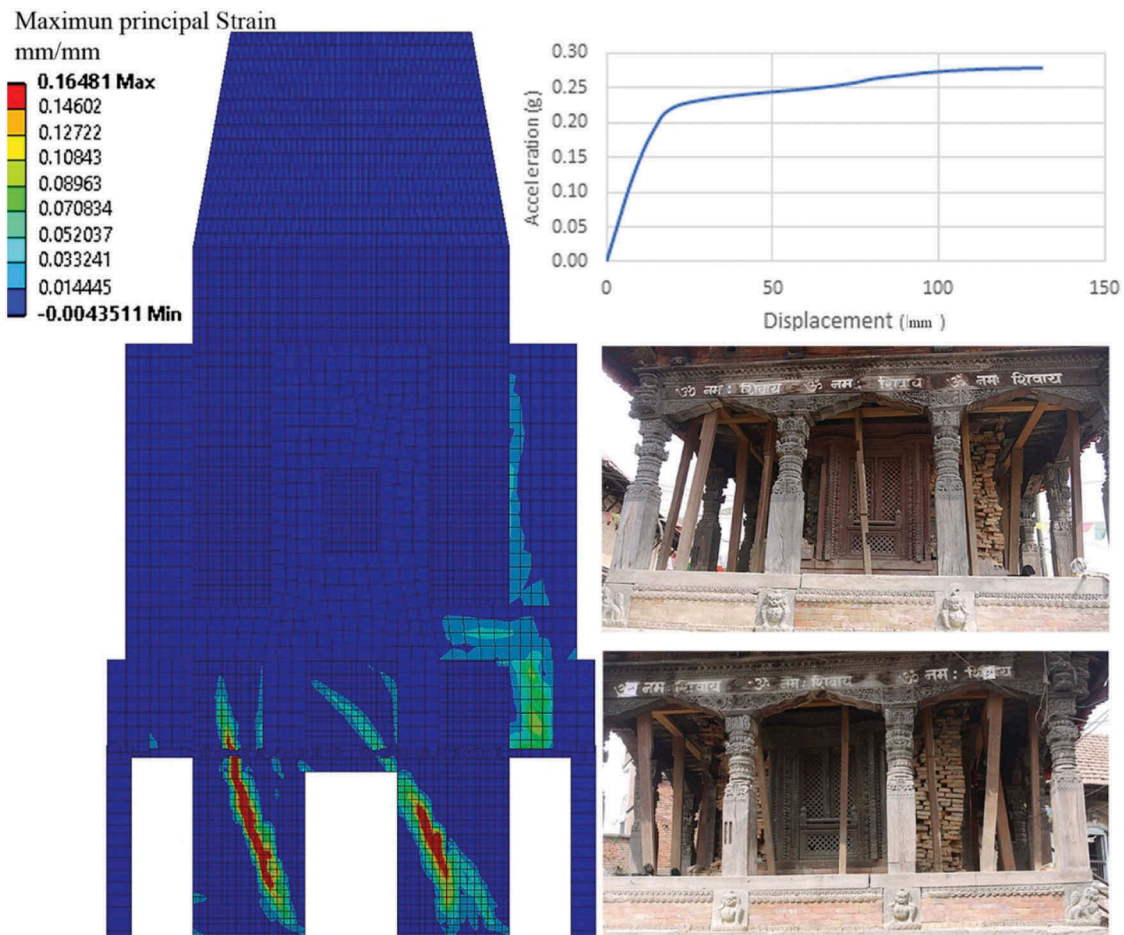 Maximun principal Strain
mm/mm
0.16481 Max
0.14602
0.12722
0.10843
0.08963
0.070834
0.052037
0.033241
0.014445
-0.0043511 Min
Acceleration (g)
0.30
0.25
0.20
0.15
0.10
0.05
0.00
0
50
100
150
Displacement (mm)
ॐ नमः शिवाय ॐ नमः शिवाय ॐ नमः शिवाय
ॐ नमः शिवाय ॐ नमः शिवाय ॐ नमः शिवाय